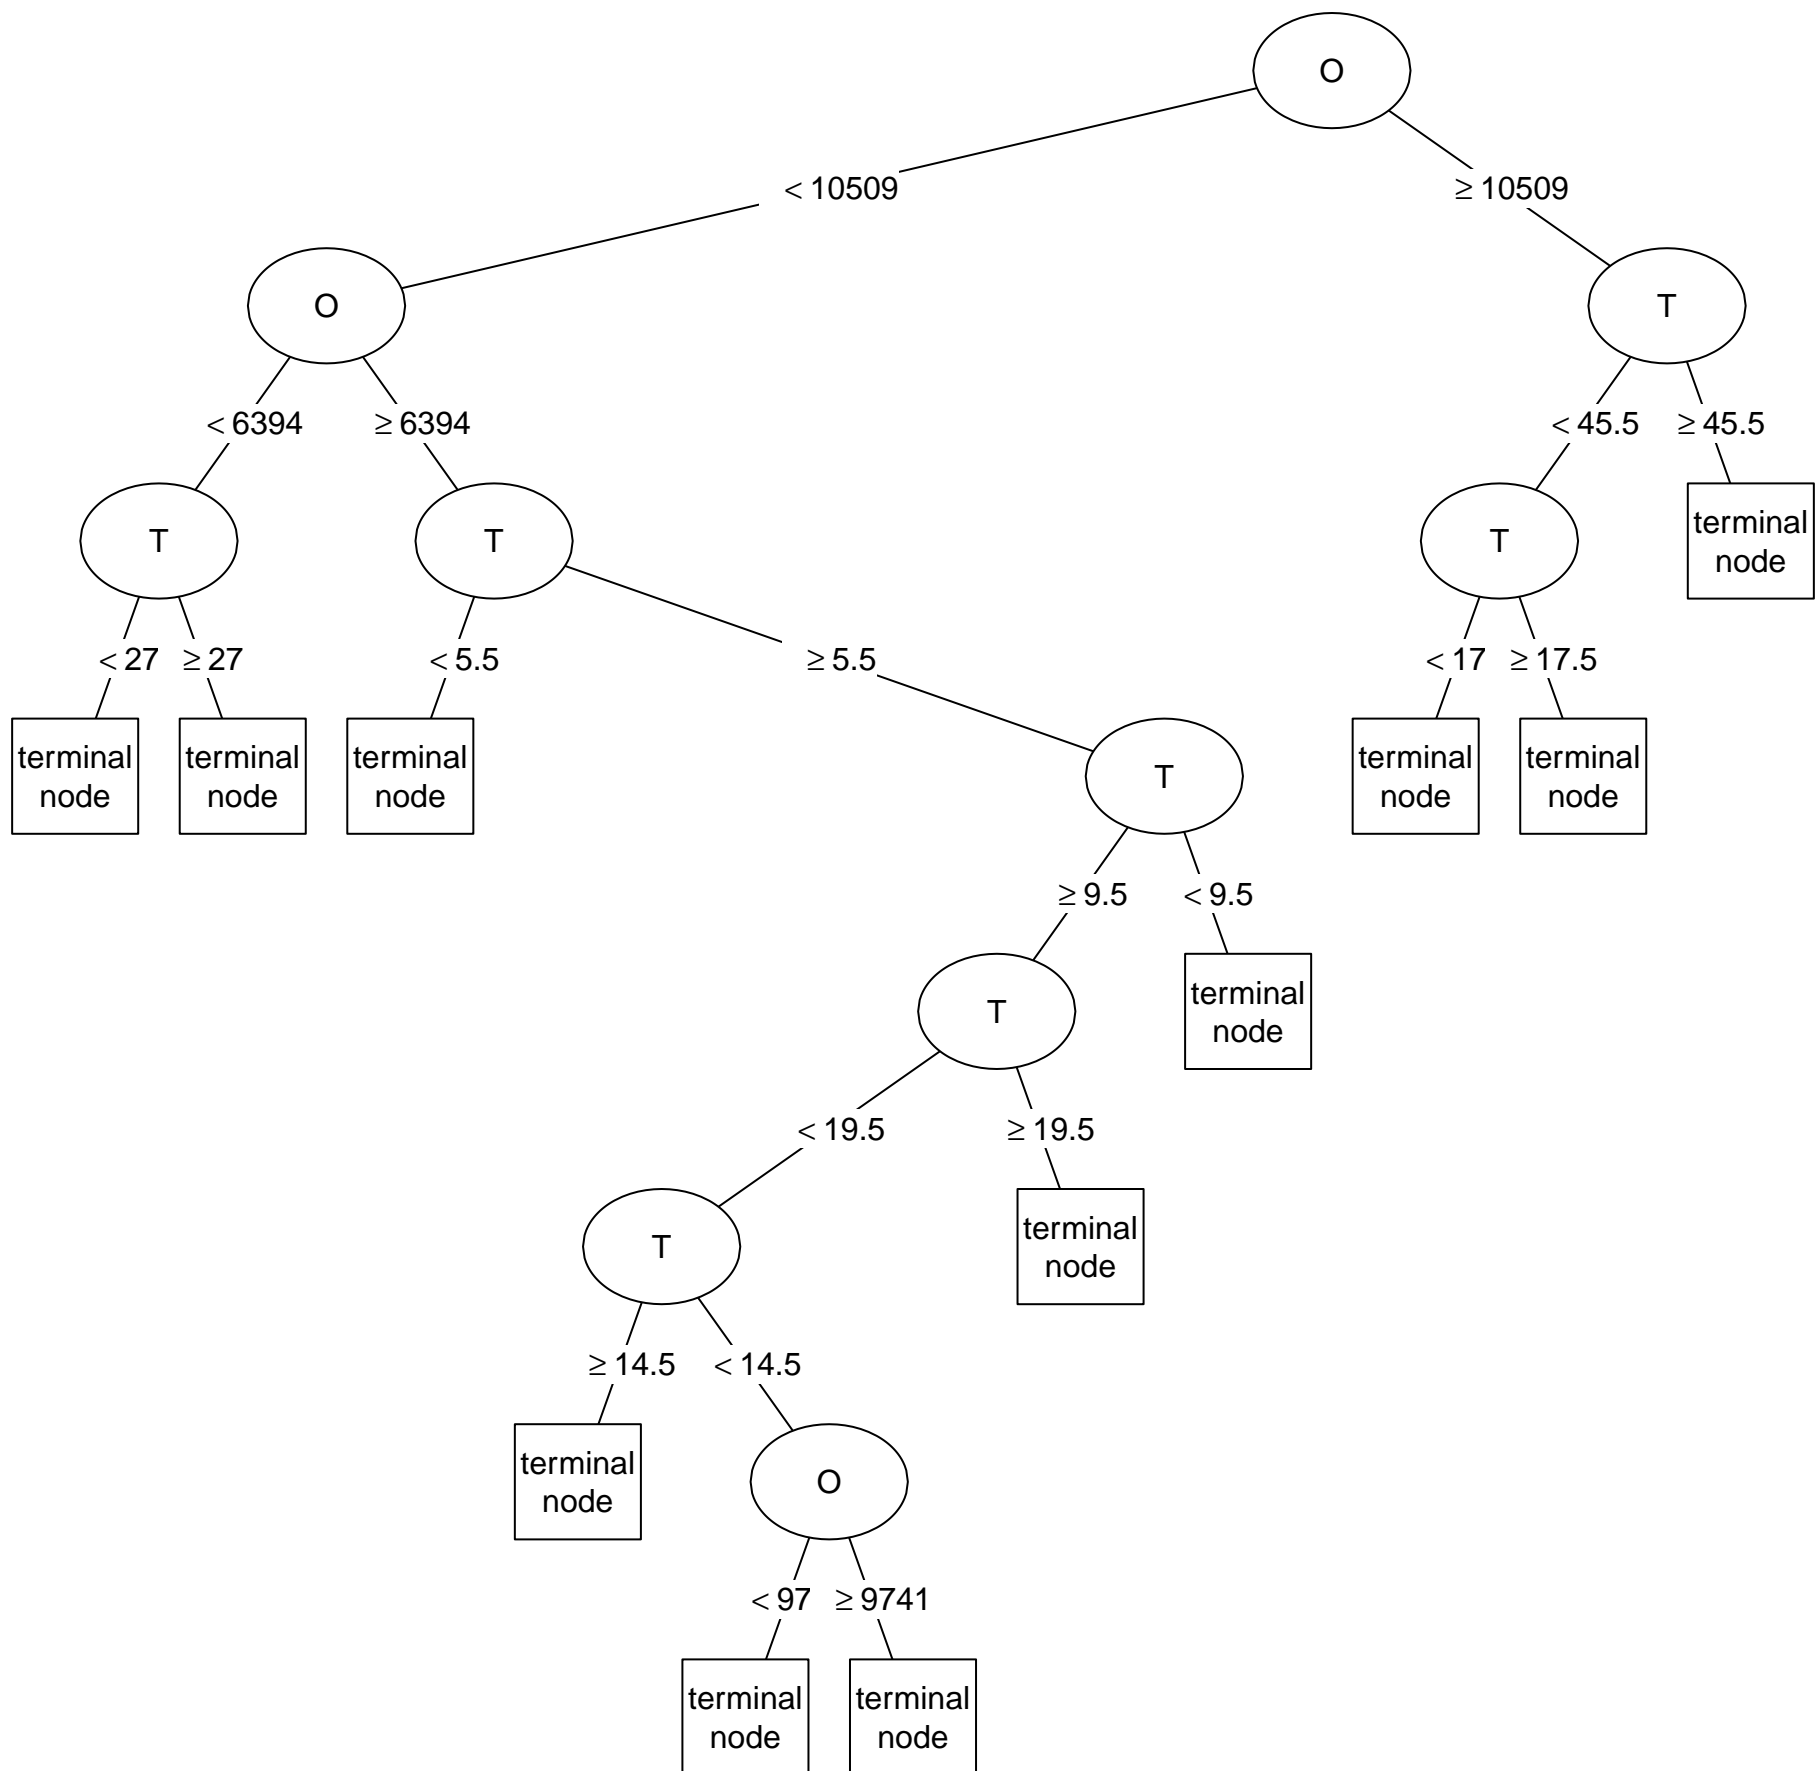 O
< 10509
≥ 10509
O
T
< 6394
≥ 6394
< 45.5
≥ 45.5
T
T
T
terminal
node
< 27
≥ 27
< 5.5
≥ 5.5
< 17
≥ 17.5
terminal
node
terminal
node
terminal
node
T
terminal
node
terminal
node
≥ 9.5
< 9.5
T
terminal
node
< 19.5
≥ 19.5
T
terminal
node
≥ 14.5
< 14.5
terminal
node
O
< 97
≥ 9741
terminal
node
terminal
node